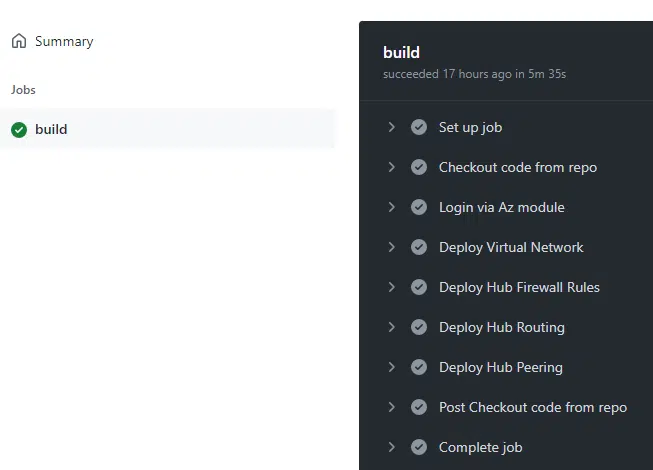 Summary
Jobs
build
build
succeeded 17 hours ago in 5m 35s
Set up job
Checkout code from repo
Login via Az module
Deploy Virtual Network
Deploy Hub Firewall Rules
Deploy Hub Routing
Deploy Hub Peering
Post Checkout code from repo
Complete job